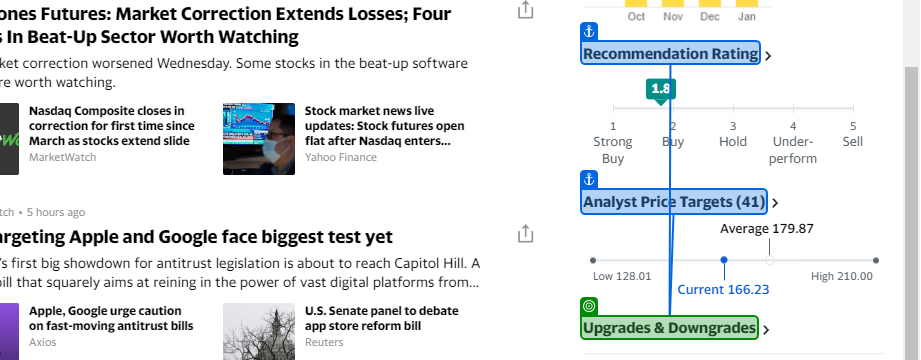 ones Futures: Market Correction Extends Losses; Four
s In Beat-Up Sector Worth Watching
ket correction worsened Wednesday. Some stocks in the beat-up software
re worth watching.
Nasdaq Composite closes in
correction for first time since
March as stocks extend slide
MarketWatch
Stock market news live
updates: Stock futures open
flat after Nasdaq enters...
Yahoo Finance
tch • 5 hours ago
argeting Apple and Google face biggest test yet
's first big showdown for antitrust legislation is about to reach Capitol Hill. A
bill that squarely aims at reining in the power of vast digital platforms from...
Apple, Google urge caution
on fast-moving antitrust bills
Axios
U.S. Senate panel to debate
app store reform bill
Reuters
Oct Nov Dec Jan
Recommendation Rating
1.8
1 2 3 4 5
Strong Buy Buy Hold Under-perform Sell
Analyst Price Targets (41)
Average 179.87
Low 128.01 High 210.00
Current 166.23
Upgrades & Downgrades